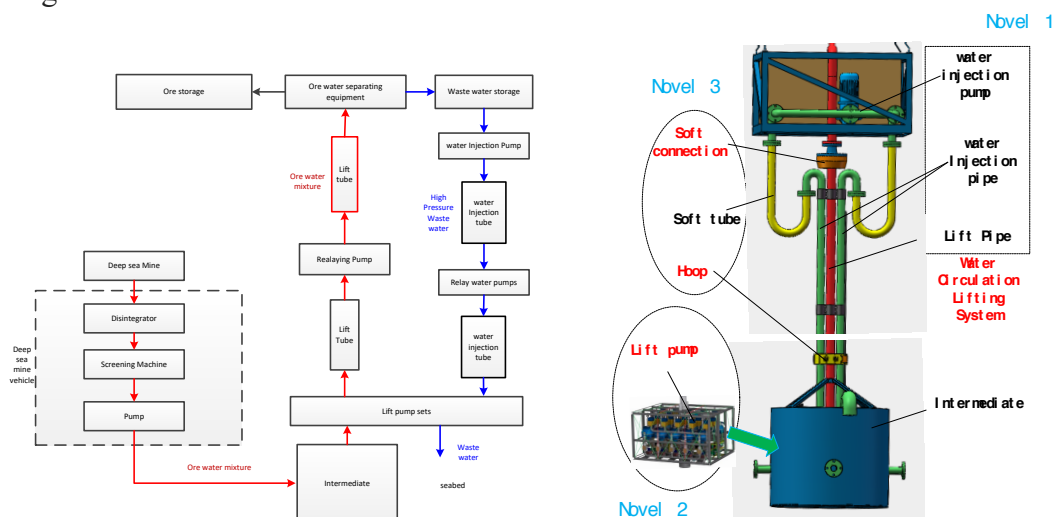 Ore storage
Ore water separating
equipment
Waste water storage
water Injection Pump
Ore water
mixture
Lift
tube
High
Pressure
Waste
water
water
Injection
tube
Realaying Pump
Relay water pumps
Deep sea Mine
Disintegrator
Lift
Tube
water
injection
tube
Deep
sea
mine
vehicle
Screening Machine
Pump
Lift pump sets
Waste
water
Ore water mixture
Intermediate
seabed
Novel 1
water
injection
pump
Novel 3
Soft
connection
water
Injection
pipe
Soft tube
Lift Pipe
Hoop
Water
Circulation
Lifting
System
Lift pump
Intermediate
Novel 2